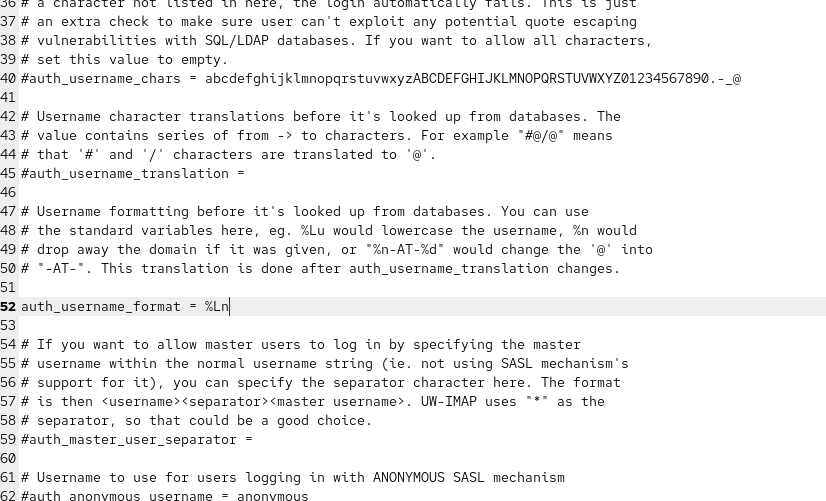 36 # a character not listed in here, the login automatically fails. This is just
37 # an extra check to make sure user can't exploit any potential quote escaping
38 # vulnerabilities with SQL/LDAP databases. If you want to allow all characters,
39 # set this value to empty.
40 #auth_username_chars = abcdefghijklmnopqrstuvwxyzABCDEFGHIJKLMNOPQRSTUVWXYZ01234567890.-_@
41
42 # Username character translations before it's looked up from databases. The
43 # value contains series of from -> to characters. For example "#@/@" means
44 # that '#' and '/' characters are translated to '@'.
45 #auth_username_translation =
46
47 # Username formatting before it's looked up from databases. You can use
48 # the standard variables here, eg. %Lu would lowercase the username, %n would
49 # drop away the domain if it was given, or "%n-AT-%d" would change the '@' into
50 # "-AT-". This translation is done after auth_username_translation changes.
51
52 auth_username_format = %Ln
53
54 # If you want to allow master users to log in by specifying the master
55 # username within the normal username string (ie. not using SASL mechanism's
56 # support for it), you can specify the separator character here. The format
57 # is then <username><separator><master username>. UW-IMAP uses "*" as the
58 # separator, so that could be a good choice.
59 #auth_master_user_separator =
60
61 # Username to use for users logging in with ANONYMOUS SASL mechanism
62 #auth_anonymous_username = anonymous